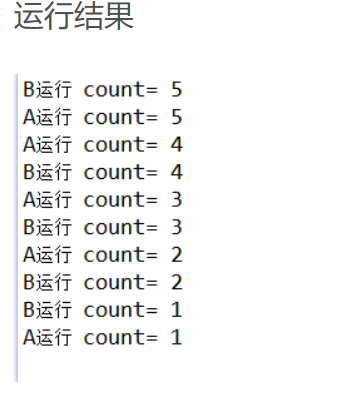 运行结果
B运行 count= 5
A运行 count= 5
A运行 count= 4
B运行 count= 4
A运行 count= 3
B运行 count= 3
A运行 count= 2
B运行 count= 2
B运行 count= 1
A运行 count= 1